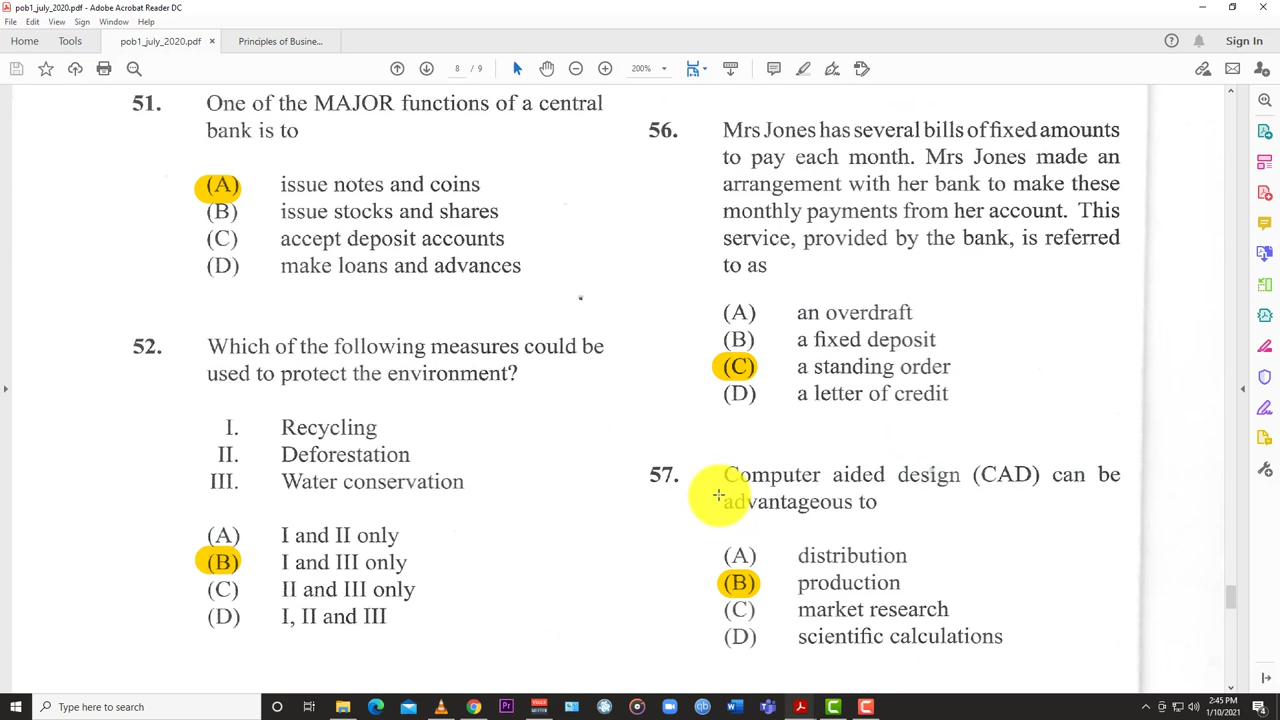 pob1_july_2020.pdf - Adobe Acrobat Reader DC
File Edit View Sign Window Help
Home Tools pob1_july_2020.pdf × Principles of Busine... Sign In
8 / 9 200%
51. One of the MAJOR functions of a central
bank is to
(A) issue notes and coins
(B) issue stocks and shares
(C) accept deposit accounts
(D) make loans and advances
52. Which of the following measures could be
used to protect the environment?
I. Recycling
II. Deforestation
III. Water conservation
(A) I and II only
(B) I and III only
(C) II and III only
(D) I, II and III
56. Mrs Jones has several bills of fixed amounts
to pay each month. Mrs Jones made an
arrangement with her bank to make these
monthly payments from her account. This
service, provided by the bank, is referred
to as
(A) an overdraft
(B) a fixed deposit
(C) a standing order
(D) a letter of credit
57. Computer aided design (CAD) can be
advantageous to
(A) distribution
(B) production
(C) market research
(D) scientific calculations
Type here to search
2:45 PM
1/10/2021